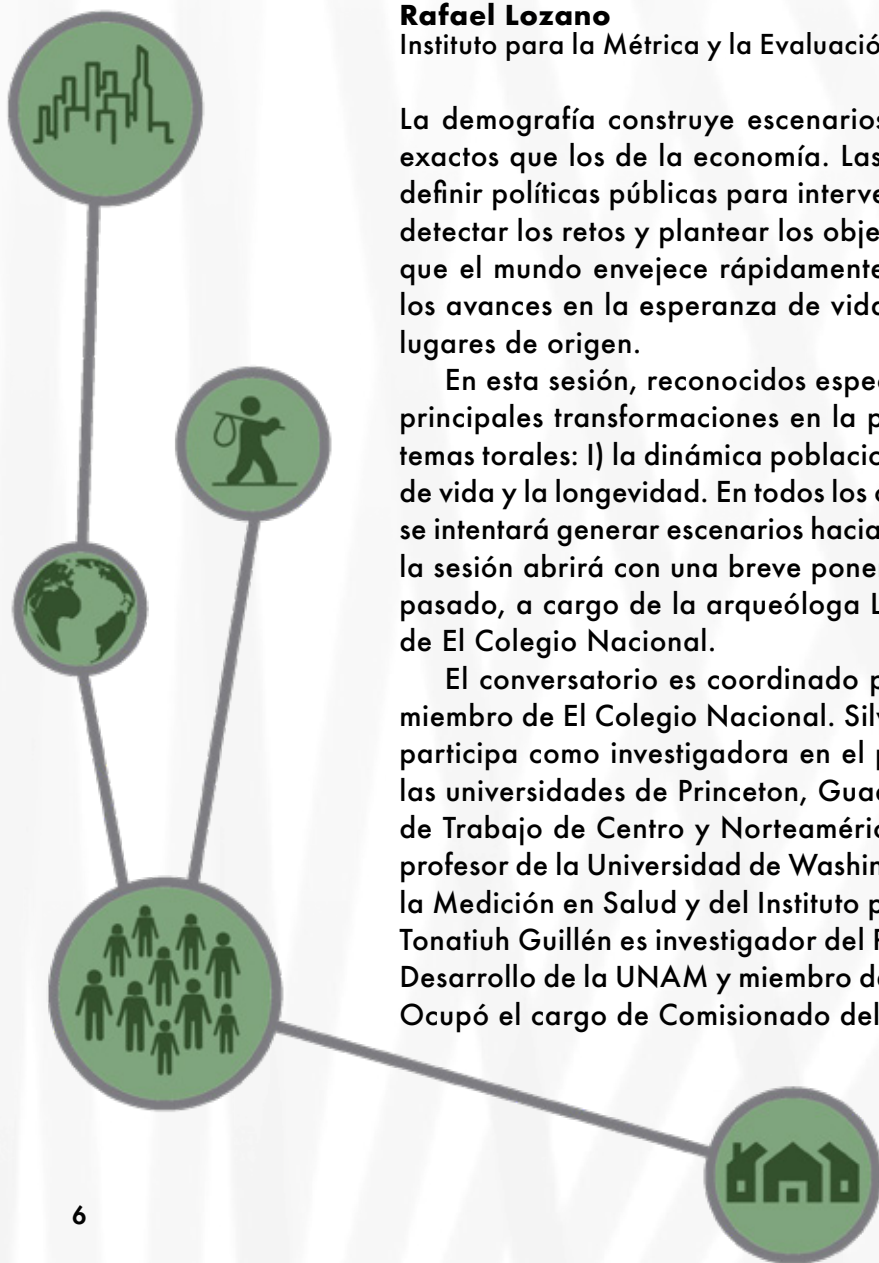 Rafael Lozano
Instituto para la Métrica y la Evaluació
La demografía construye escenarios
exactos que los de la economía. Las
definir políticas públicas para interve
detectar los retos y plantear los obje
que el mundo envejece rápidamente
los avances en la esperanza de vida
lugares de origen.
En esta sesión, reconocidos espec
principales transformaciones en la p
temas torales: I) la dinámica poblacio
de vida y la longevidad. En todos los c
se intentará generar escenarios hacia
la sesión abrirá con una breve pone
pasado, a cargo de la arqueóloga L
de El Colegio Nacional.
El conversatorio es coordinado p
miembro de El Colegio Nacional. Silv
participa como investigadora en el p
las universidades de Princeton, Guad
de Trabajo de Centro y Norteaméric
profesor de la Universidad de Washin
la Medición en Salud y del Instituto p
Tonatiuh Guillén es investigador del P
Desarrollo de la UNAM y miembro de
Ocupó el cargo de Comisionado del
6